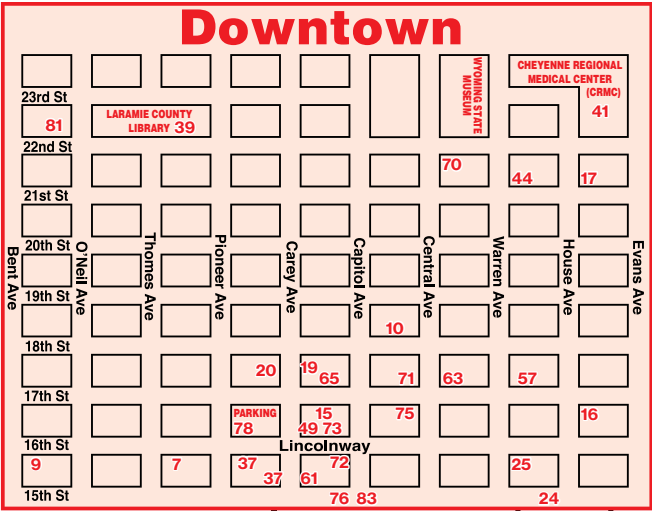 Downtown
WYOMING STATE
MUSEUM
CHEYENNE REGIONAL
MEDICAL CENTER
(CRMC)
41
23rd St
81
LARAMIE COUNTY
LIBRARY 39
22nd St
70
44
17
21st St
20th St
Bent Ave
O'Neil Ave
Thomes Ave
Pioneer Ave
Carey Ave
Capitol Ave
Central Ave
Warren Ave
House Ave
Evans Ave
19th St
10
18th St
20
19
65
71
63
57
17th St
PARKING
78
15
49 73
75
16
16th St
Lincolnway
9
7
37
37
72
61
25
15th St
76 83
24